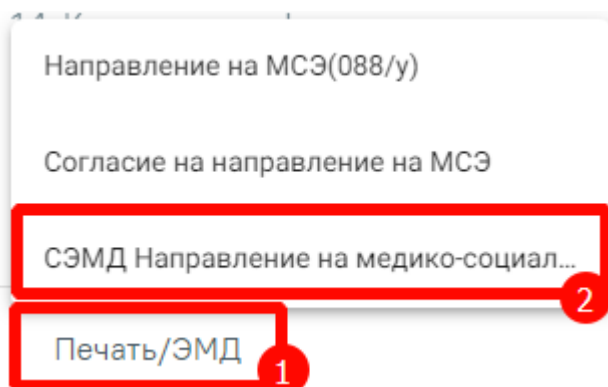 Направление на МСЭ(088/у)
Согласие на направление на МСЭ
СЭМД Направление на медико-социал...
2
Печать/ЭМД
1